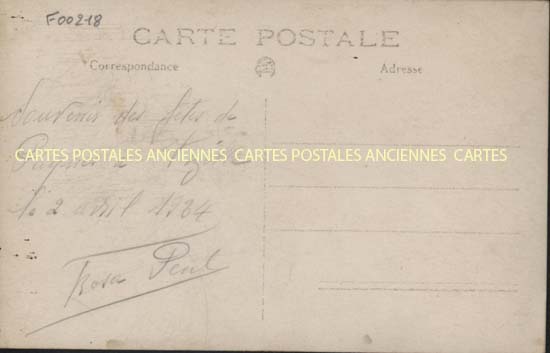 F00218
CARTE POSTALE
Correspondance
Adresse
Souvenir des fêtes de
CARTES POSTALES ANCIENNES CARTES POSTALES ANCIENNES CARTES
le 2 avril 1934
Rosa